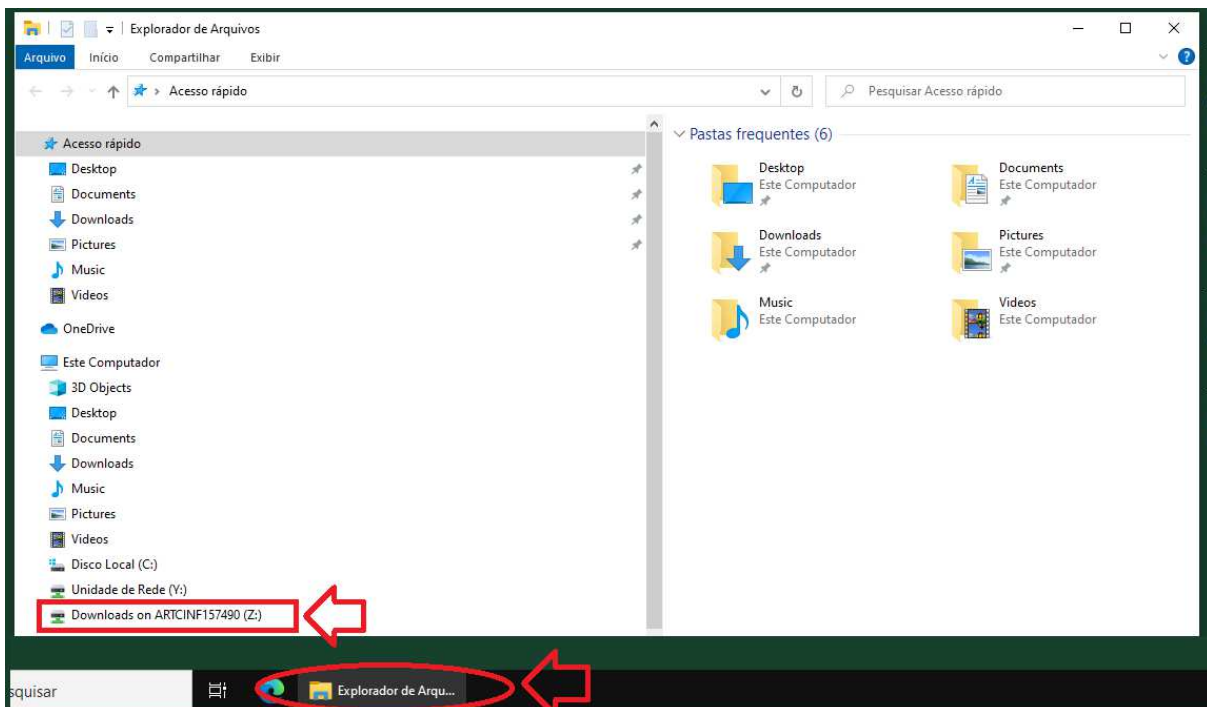 Explorador de Arquivos
Arquivo Início Compartilhar Exibir
Acesso rápido
Pesquisar Acesso rápido
Acesso rápido
Desktop
Documents
Downloads
Pictures
Music
Videos
OneDrive
Este Computador
3D Objects
Desktop
Documents
Downloads
Music
Pictures
Videos
Disco Local (C:)
Unidade de Rede (Y:)
Downloads on ARTCINF157490 (Z:)
Pastas frequentes (6)
Desktop
Este Computador
Documents
Este Computador
Downloads
Este Computador
Pictures
Este Computador
Music
Este Computador
Videos
Este Computador
squisar
Explorador de Arqu...